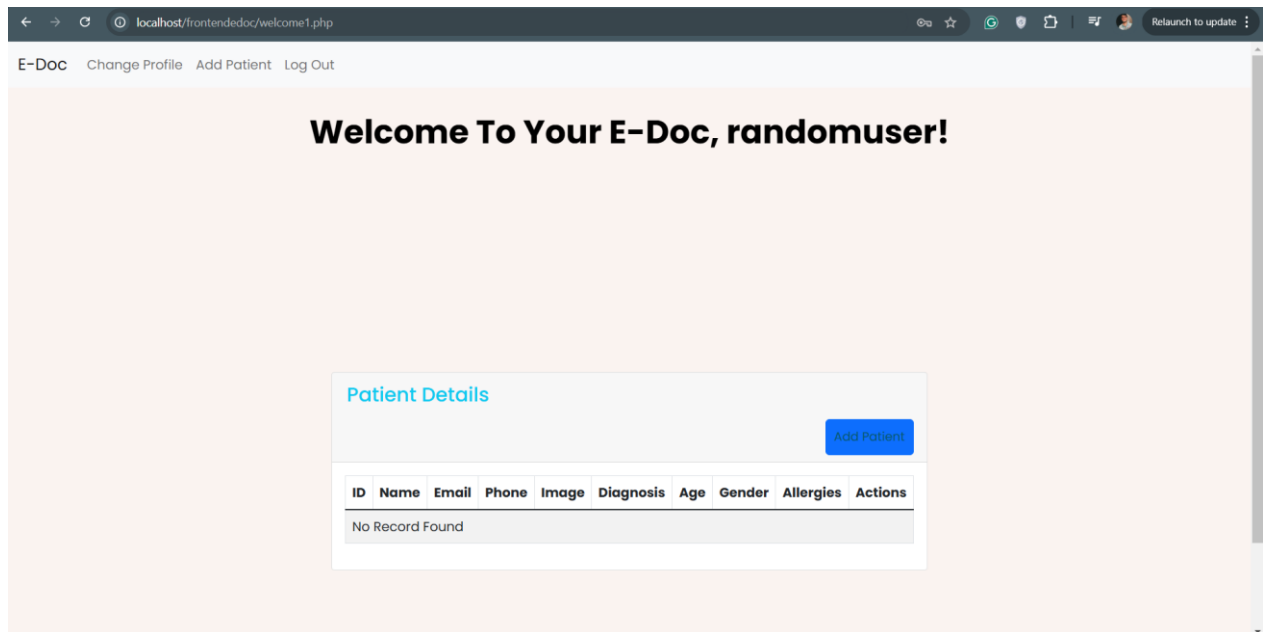 localhost/frontendedoc/welcome1.php Relaunch to update
E-Doc Change Profile Add Patient Log Out
Welcome To Your E-Doc, randomuser!
Patient Details
Add Patient
ID Name Email Phone Image Diagnosis Age Gender Allergies Actions
No Record Found